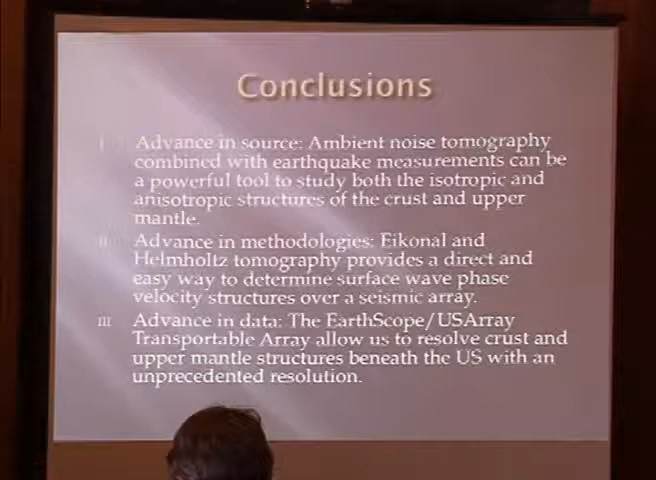 Conclusions
I Advance in source: Ambient noise tomography
combined with earthquake measurements can be
a powerful tool to study both the isotropic and
anisotropic structures of the crust and upper
mantle.
II Advance in methodologies: Eikonal and
Helmholtz tomography provides a direct and
easy way to determine surface wave phase
velocity structures over a seismic array.
III Advance in data: The EarthScope/USArray
Transportable Array allow us to resolve crust and
upper mantle structures beneath the US with an
unprecedented resolution.